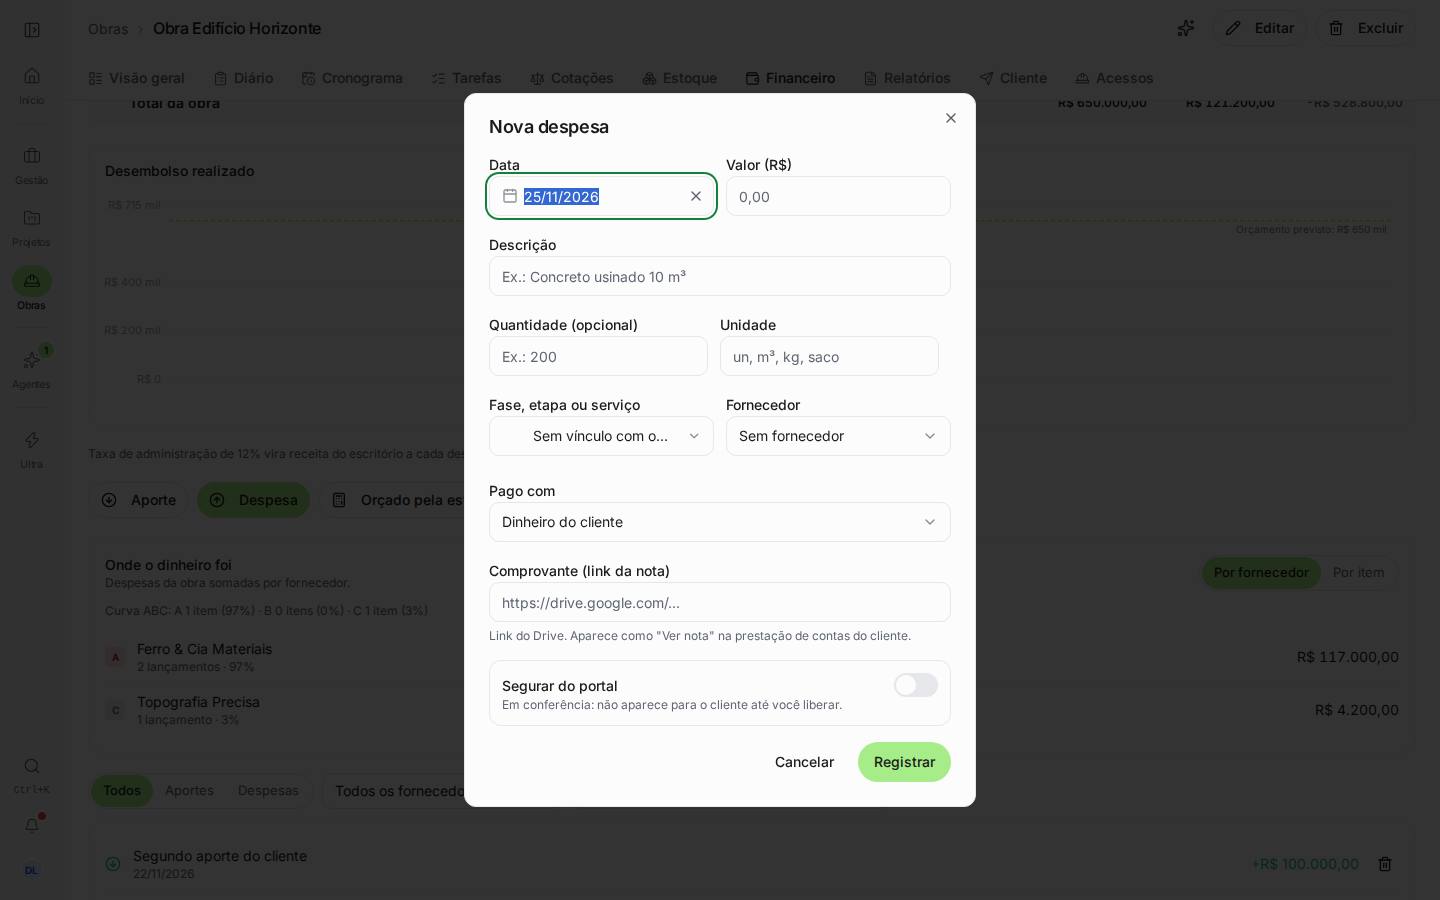 Obras › Obra Edifício Horizonte
Editar
Excluir
Visão geral
Diário
Cronograma
Tarefas
Cotações
Estoque
Financeiro
Relatórios
Cliente
Acessos
Início
Gestão
Projetos
Obras
1
Agentes
Ultra
Ctrl+K
DL
Total da obra
R$ 650.000,00
R$ 121.200,00
-R$ 528.800,00
Desembolso realizado
R$ 715 mil
Orçamento previsto: R$ 650 mil
R$ 400 mil
R$ 200 mil
R$ 0
Taxa de administração de 12% vira receita do escritório a cada des
Aporte
Despesa
Orçado pela es
Onde o dinheiro foi
Despesas da obra somadas por fornecedor.
Por fornecedor
Por item
Curva ABC: A 1 item (97%) · B 0 itens (0%) · C 1 item (3%)
A
Ferro & Cia Materiais
2 lançamentos · 97%
R$ 117.000,00
C
Topografia Precisa
1 lançamento · 3%
R$ 4.200,00
Todos
Aportes
Despesas
Todos os fornecedo
Segundo aporte do cliente
22/11/2026
+R$ 100.000,00
Nova despesa
Data
Valor (R$)
25/11/2026
0,00
Descrição
Ex.: Concreto usinado 10 m³
Quantidade (opcional)
Unidade
Ex.: 200
un, m³, kg, saco
Fase, etapa ou serviço
Fornecedor
Sem vínculo com o...
Sem fornecedor
Pago com
Dinheiro do cliente
Comprovante (link da nota)
https://drive.google.com/...
Link do Drive. Aparece como "Ver nota" na prestação de contas do cliente.
Segurar do portal
Em conferência: não aparece para o cliente até você liberar.
Cancelar
Registrar